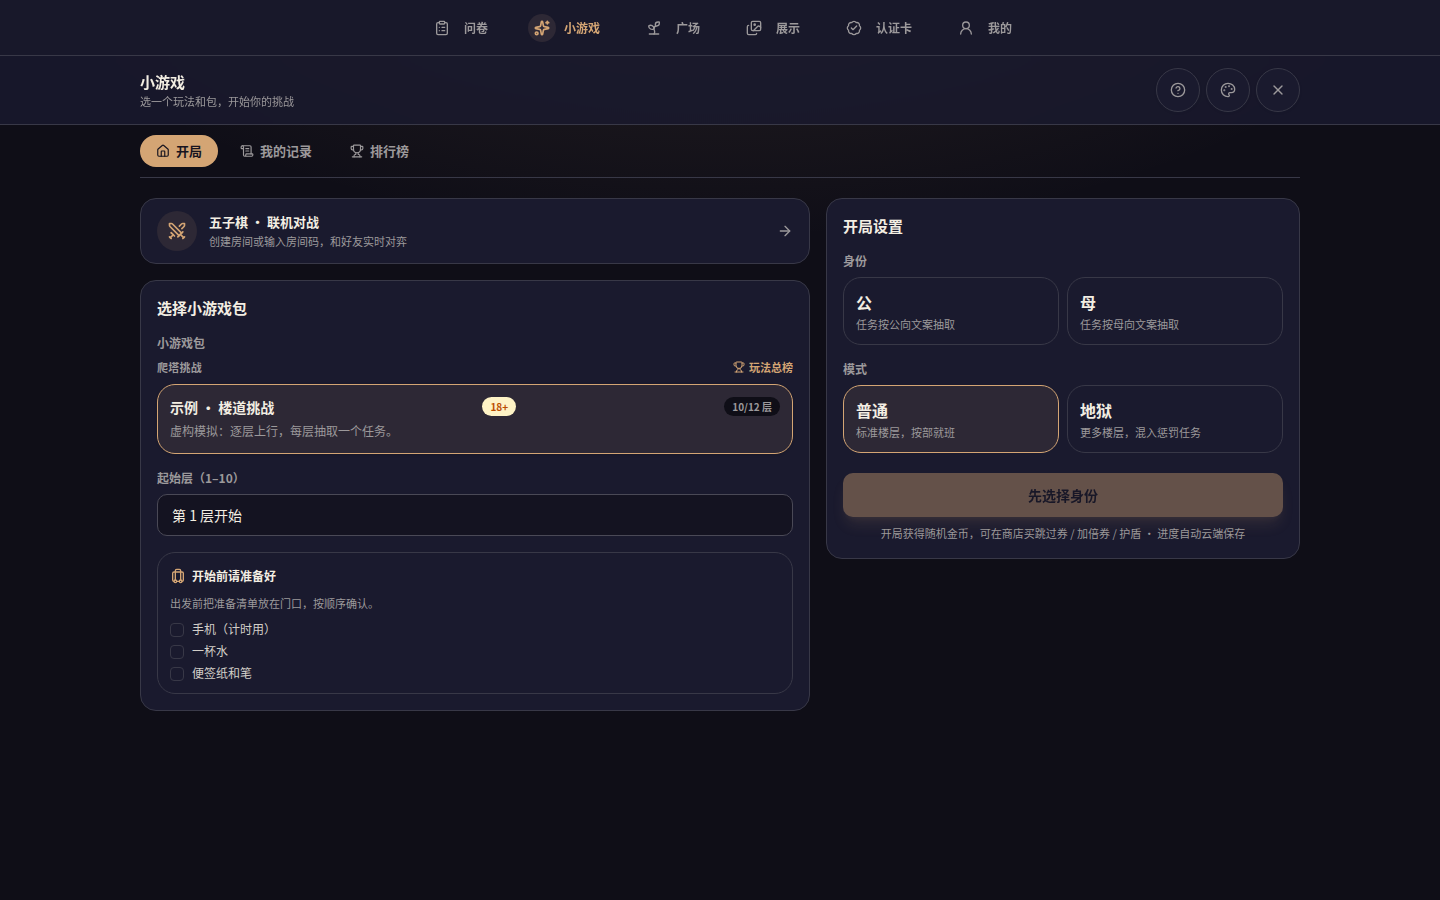 问卷
小游戏
广场
展示
认证卡
我的
小游戏
选一个玩法和包，开始你的挑战
开局
我的记录
排行榜
五子棋 · 联机对战
创建房间或输入房间码，和好友实时对弈
选择小游戏包
小游戏包
爬塔挑战
玩法总榜
示例 · 楼道挑战
18+
10/12 层
虚构模拟：逐层上行，每层抽取一个任务。
起始层（1–10）
第 1 层开始
开始前请准备好
出发前把准备清单放在门口，按顺序确认。
手机（计时用）
一杯水
便签纸和笔
开局设置
身份
公
任务按公向文案抽取
母
任务按母向文案抽取
模式
普通
标准楼层，按部就班
地狱
更多楼层，混入惩罚任务
先选择身份
开局获得随机金币，可在商店买跳过券 / 加倍券 / 护盾 · 进度自动云端保存